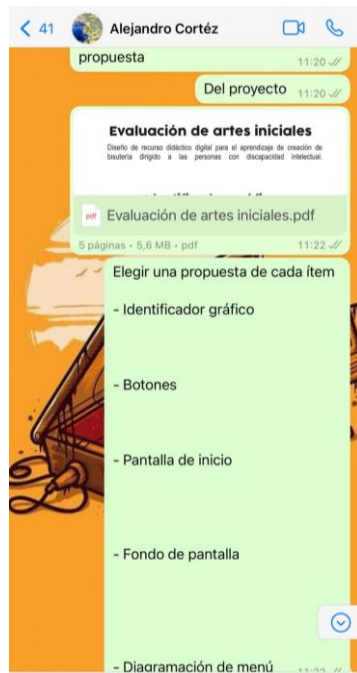 41
Alejandro Cortéz
propuesta
11:20
Del proyecto
11:20
Evaluación de artes iniciales
Diseño de recurso didáctico digital para el aprendizaje de creación de
bisutería dirigido a las personas con discapacidad intelectual.
pdf
Evaluación de artes iniciales.pdf
5 páginas • 5,6 MB • pdf
11:22
Elegir una propuesta de cada ítem
- Identificador gráfico
- Botones
- Pantalla de inicio
- Fondo de pantalla
- Diagramación de menú